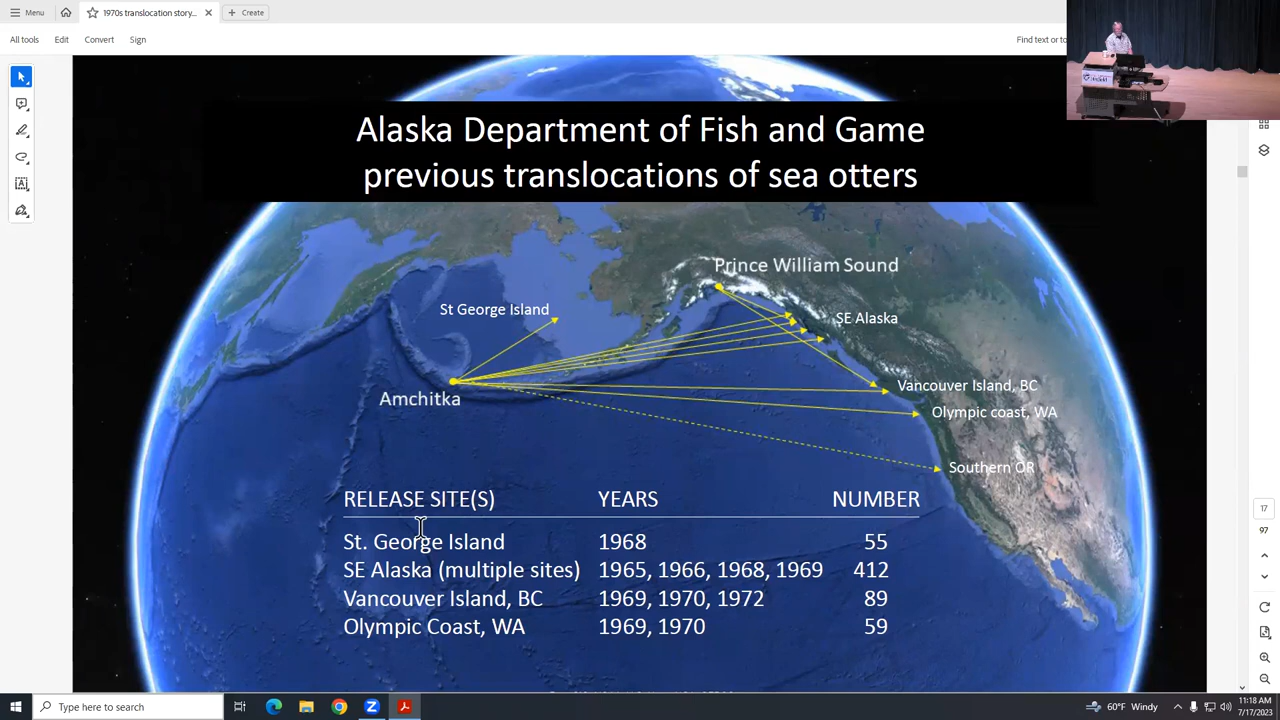 Menu
1970s translocation story...
Create
All tools
Edit
Convert
Sign
Find text or to
Alaska Department of Fish and Game
previous translocations of sea otters
Prince William Sound
St George Island
SE Alaska
Amchitka
Vancouver Island, BC
Olympic coast, WA
Southern OR
RELEASE SITE(S) YEARS NUMBER
St. George Island 1968 55
SE Alaska (multiple sites) 1965, 1966, 1968, 1969 412
Vancouver Island, BC 1969, 1970, 1972 89
Olympic Coast, WA 1969, 1970 59
17
97
Type here to search
60°F Windy
11:18 AM
7/17/2023